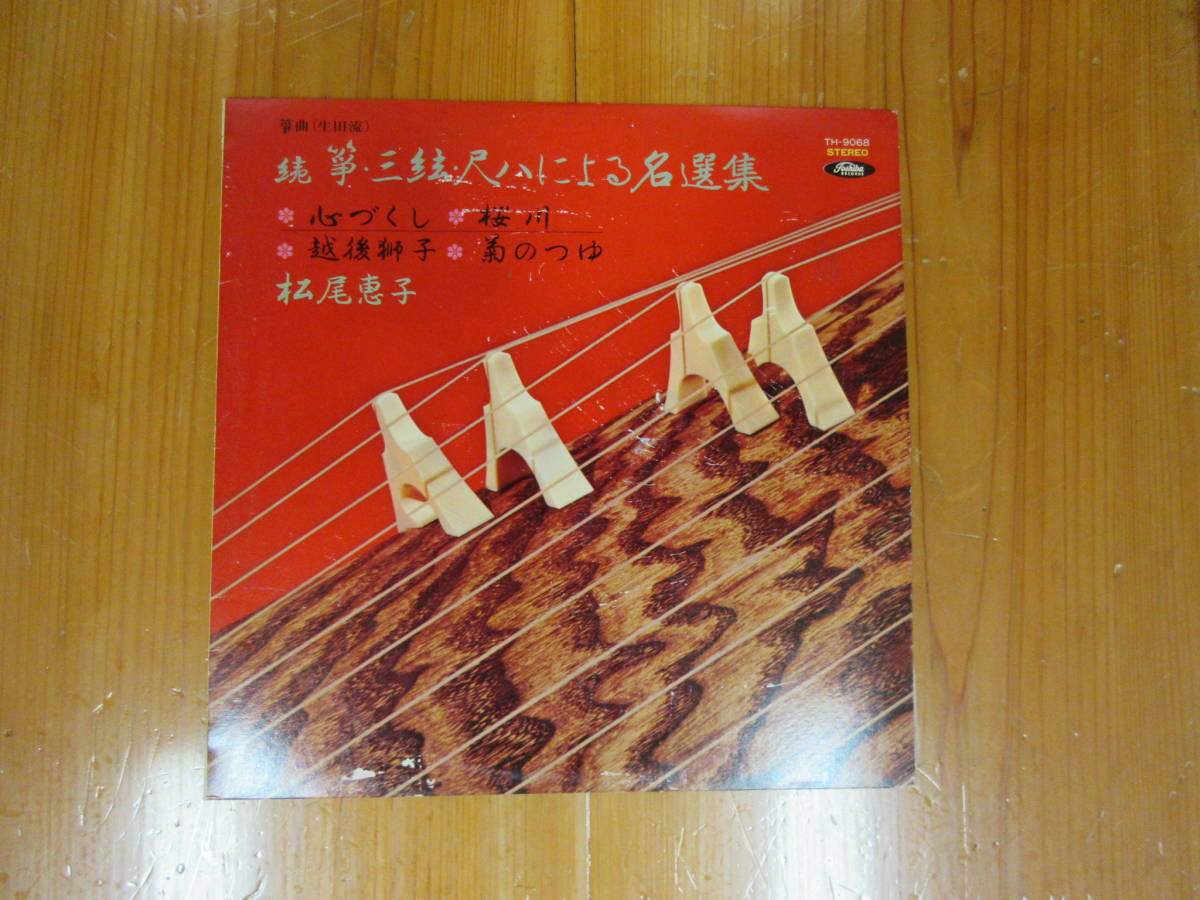 箏曲(生田流)
続 箏・三絃・尺八による名選集
心づくし 桜川
越後獅子 菊のつゆ
松尾恵子
TH-9068
STEREO
Toshiba
RECORDS